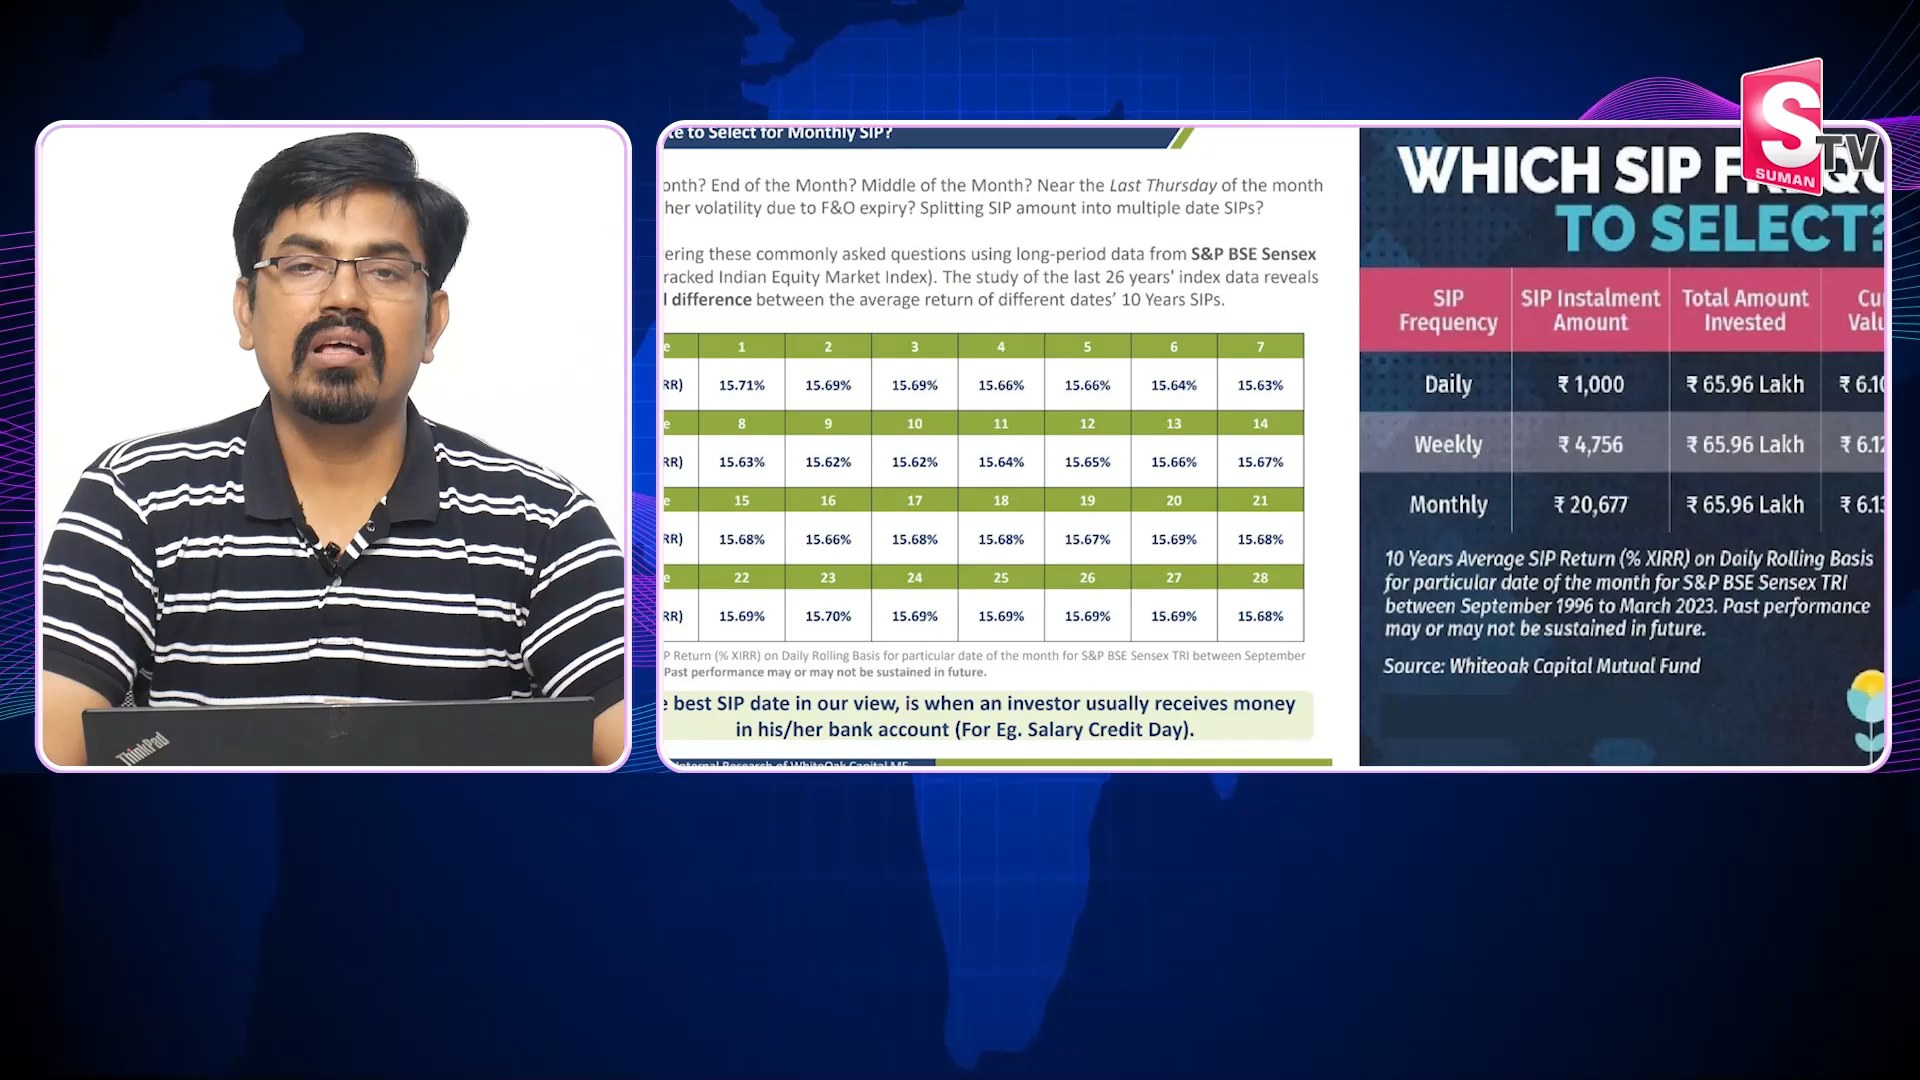 te to Select for Monthly SIP?
onth? End of the Month? Middle of the Month? Near the Last Thursday of the month
her volatility due to F&O expiry? Splitting SIP amount into multiple date SIPs?
ering these commonly asked questions using long-period data from S&P BSE Sensex
racked Indian Equity Market Index). The study of the last 26 years' index data reveals
l difference between the average return of different dates' 10 Years SIPs.
e 1 2 3 4 5 6 7
RR) 15.71% 15.69% 15.69% 15.66% 15.66% 15.64% 15.63%
e 8 9 10 11 12 13 14
RR) 15.63% 15.62% 15.62% 15.64% 15.65% 15.66% 15.67%
e 15 16 17 18 19 20 21
RR) 15.68% 15.66% 15.68% 15.68% 15.67% 15.69% 15.68%
e 22 23 24 25 26 27 28
RR) 15.69% 15.70% 15.69% 15.69% 15.69% 15.69% 15.68%
P Return (% XIRR) on Daily Rolling Basis for particular date of the month for S&P BSE Sensex TRI between September
Past performance may or may not be sustained in future.
e best SIP date in our view, is when an investor usually receives money
in his/her bank account (For Eg. Salary Credit Day).
Internal Research of WhiteOak Capital MF
WHICH SIP FREQU
TO SELECT?
SIP Frequency SIP Instalment Amount Total Amount Invested Cu Val
Daily ₹ 1,000 ₹ 65.96 Lakh ₹ 6.10
Weekly ₹ 4,756 ₹ 65.96 Lakh ₹ 6.12
Monthly ₹ 20,677 ₹ 65.96 Lakh ₹ 6.13
10 Years Average SIP Return (% XIRR) on Daily Rolling Basis
for particular date of the month for S&P BSE Sensex TRI
between September 1996 to March 2023. Past performance
may or may not be sustained in future.
Source: Whiteoak Capital Mutual Fund
S TV
SUMAN
ThinkPad